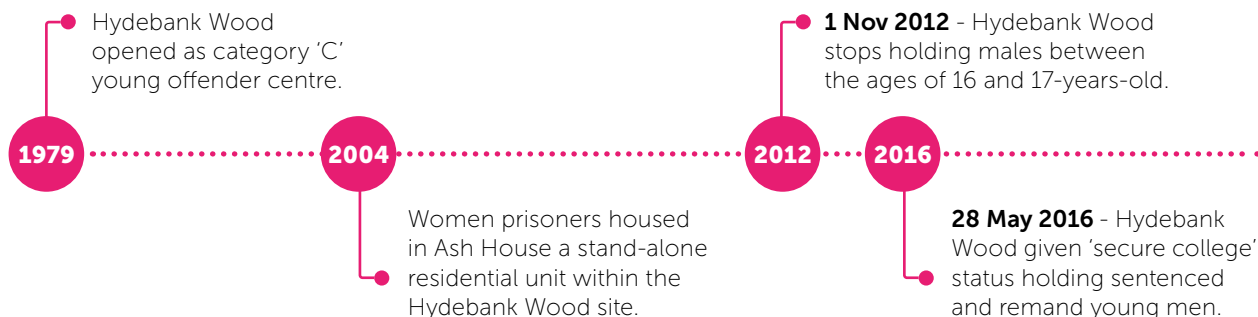 Hydebank Wood
opened as category ‘C’
young offender centre.
1 Nov 2012 - Hydebank Wood
stops holding males between
the ages of 16 and 17-years-old.
1979
2004
2012
2016
Women prisoners housed
in Ash House a stand-alone
residential unit within the
Hydebank Wood site.
28 May 2016 - Hydebank
Wood given ‘secure college’
status holding sentenced
and remand young men.